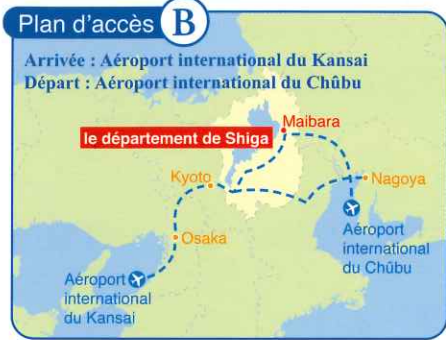 Plan d'accès B
Arrivée : Aéroport international du Kansai
Départ : Aéroport international du Chûbu
Maibara
le département de Shiga
Kyoto
Nagoya
Osaka
Aéroport
international
du Chûbu
Aéroport
international
du Kansai